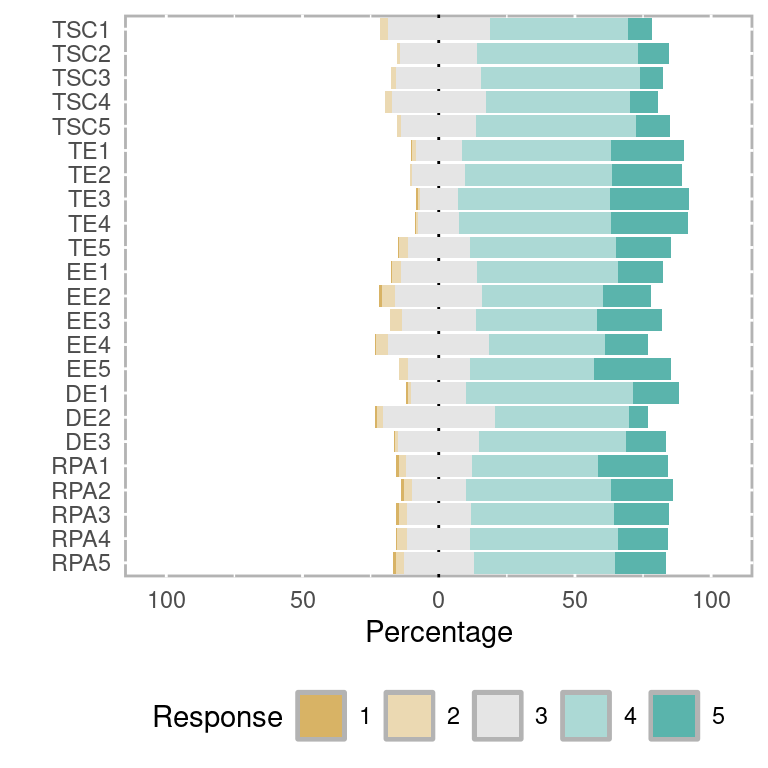 TSC1
TSC2
TSC3
TSC4
TSC5
TE1
TE2
TE3
TE4
TE5
EE1
EE2
EE3
EE4
EE5
DE1
DE2
DE3
RPA1
RPA2
RPA3
RPA4
RPA5
100 50 0 50 100
Percentage
Response 1 2 3 4 5